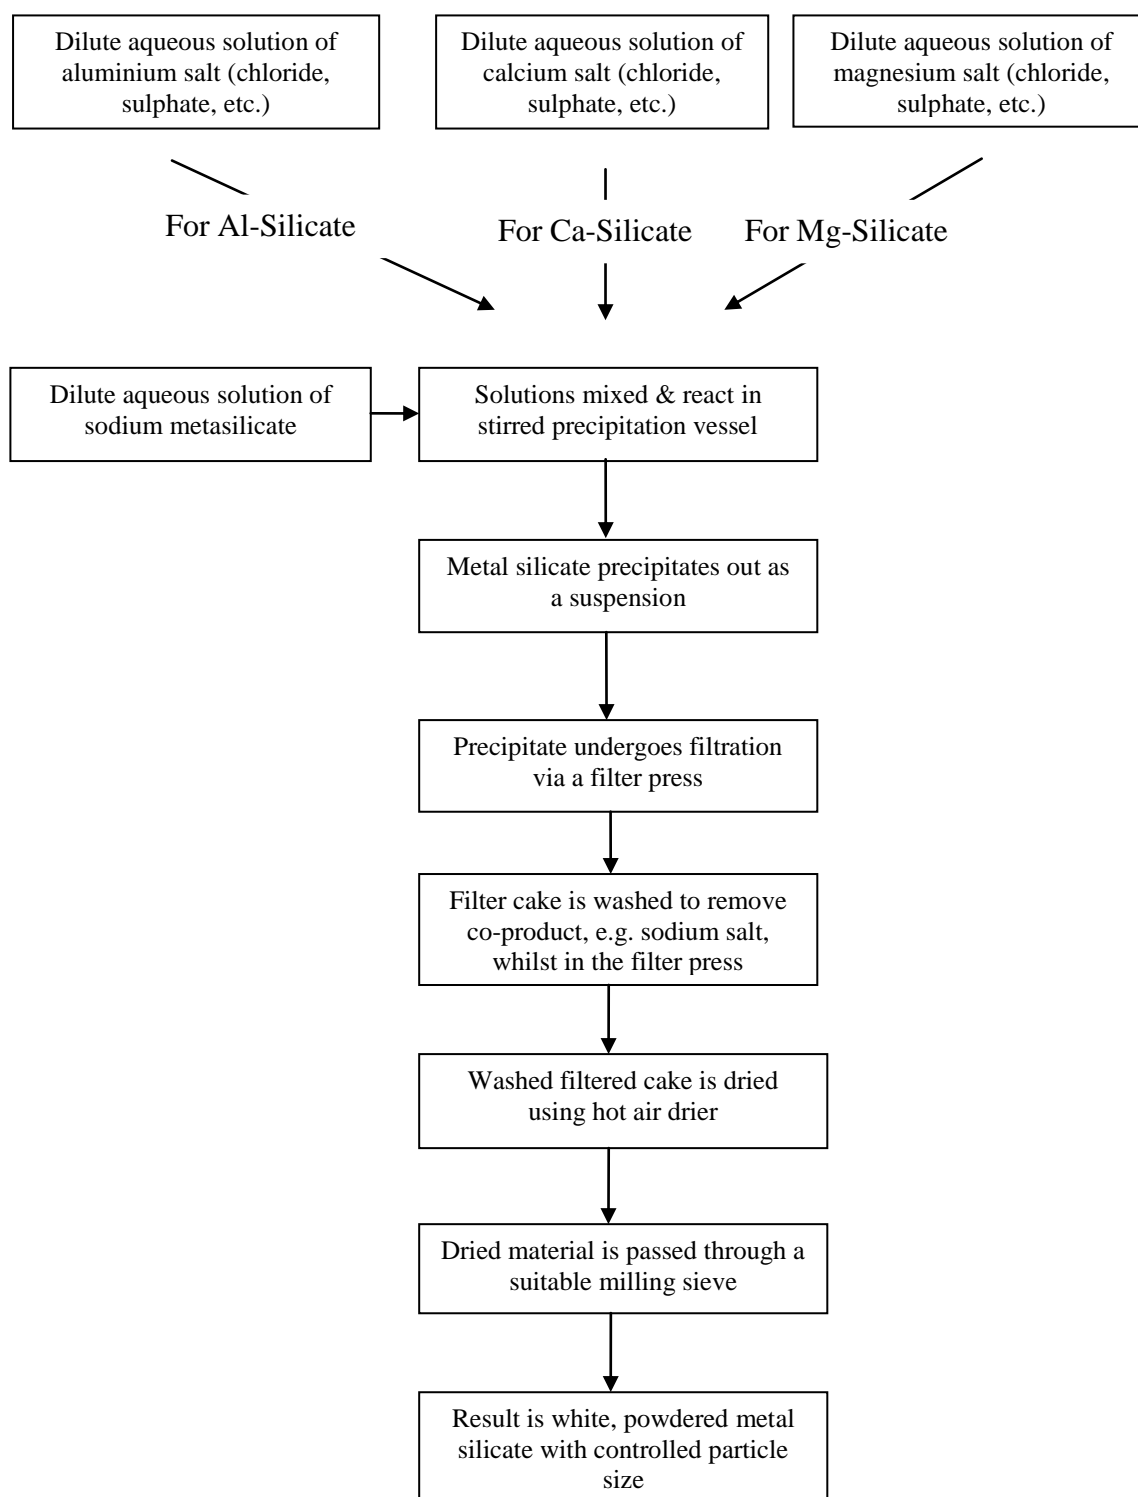 Dilute aqueous solution of
aluminium salt (chloride,
sulphate, etc.)
Dilute aqueous solution of
calcium salt (chloride,
sulphate, etc.)
Dilute aqueous solution of
magnesium salt (chloride,
sulphate, etc.)
For Al-Silicate
For Ca-Silicate
For Mg-Silicate
Dilute aqueous solution of
sodium metasilicate
Solutions mixed & react in
stirred precipitation vessel
Metal silicate precipitates out as
a suspension
Precipitate undergoes filtration
via a filter press
Filter cake is washed to remove
co-product, e.g. sodium salt,
whilst in the filter press
Washed filtered cake is dried
using hot air drier
Dried material is passed through a
suitable milling sieve
Result is white, powdered metal
silicate with controlled particle
size